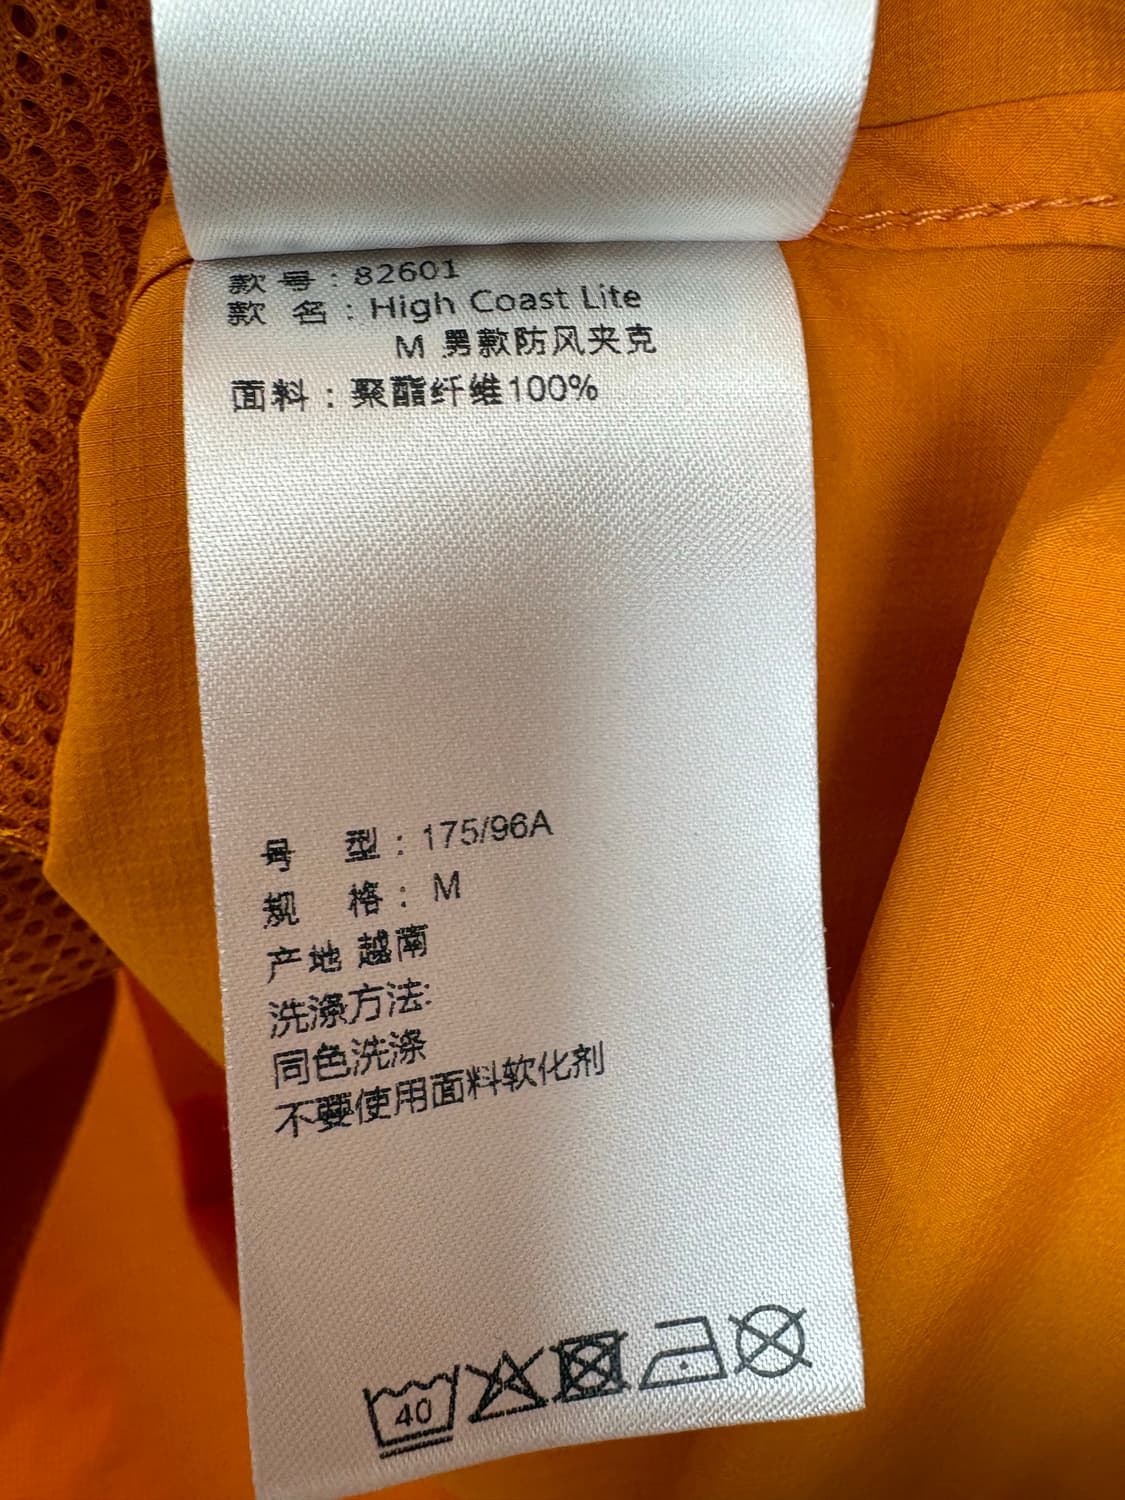 款号：82601
款 名：High Coast Lite
M 男款防风夹克
面料：聚酯纤维100%
号 型：175/96A
规 格：M
产地 越南
洗涤方法:
同色洗涤
不要使用面料软化剂
40